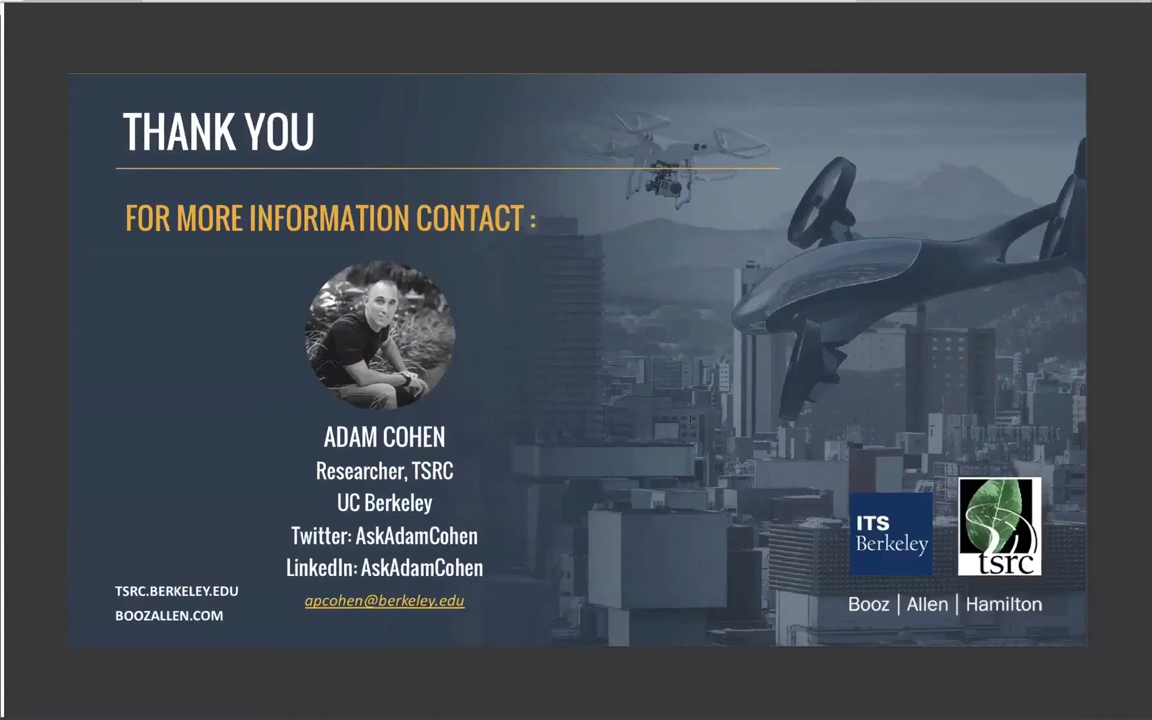 THANK YOU
FOR MORE INFORMATION CONTACT :
ADAM COHEN
Researcher, TSRC
UC Berkeley
Twitter: AskAdamCohen
LinkedIn: AskAdamCohen
apcohen@berkeley.edu
TSRC.BERKELEY.EDU
BOOZALLEN.COM
ITS
Berkeley
tsrc
Booz | Allen | Hamilton